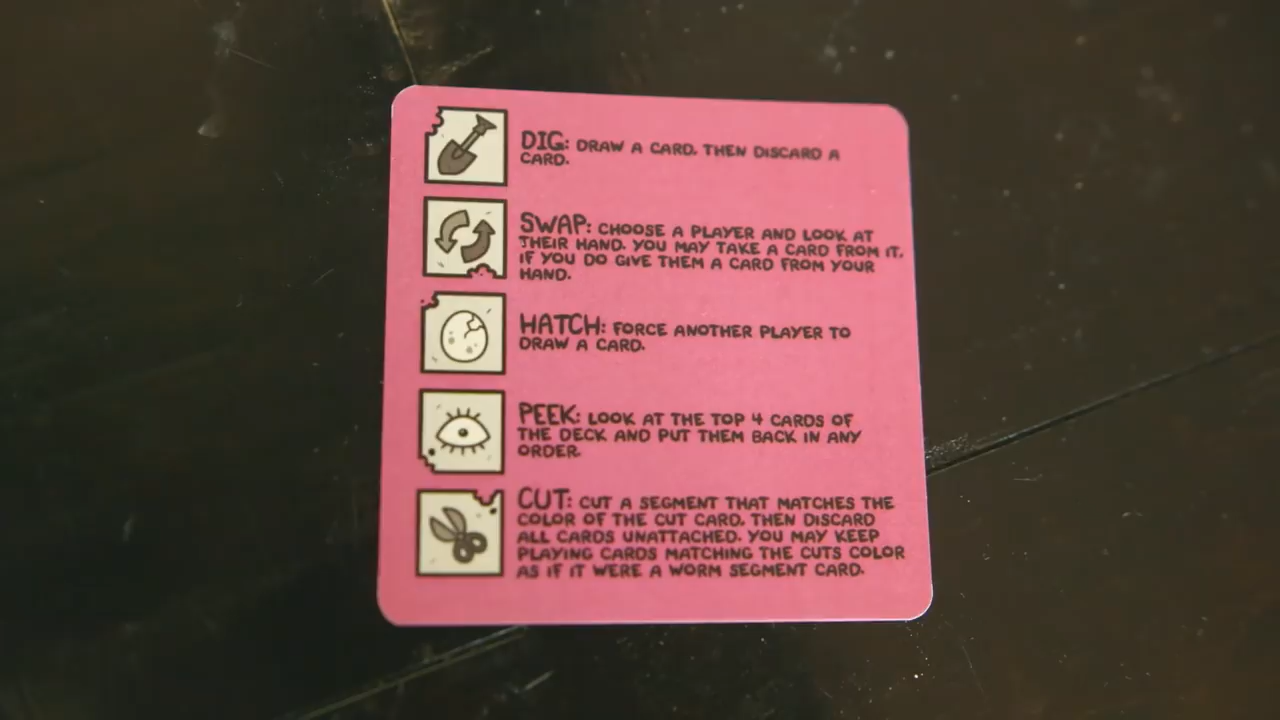 DIG: DRAW A CARD. THEN DISCARD A
CARD.
SWAP: CHOOSE A PLAYER AND LOOK AT
THEIR HAND. YOU MAY TAKE A CARD FROM IT.
IF YOU DO GIVE THEM A CARD FROM YOUR
HAND.
HATCH: FORCE ANOTHER PLAYER TO
DRAW A CARD.
PEEK: LOOK AT THE TOP 4 CARDS OF
THE DECK AND PUT THEM BACK IN ANY
ORDER.
CUT: CUT A SEGMENT THAT MATCHES THE
COLOR OF THE CUT CARD. THEN DISCARD
ALL CARDS UNATTACHED. YOU MAY KEEP
PLAYING CARDS MATCHING THE CUTS COLOR
AS IF IT WERE A WORM SEGMENT CARD.